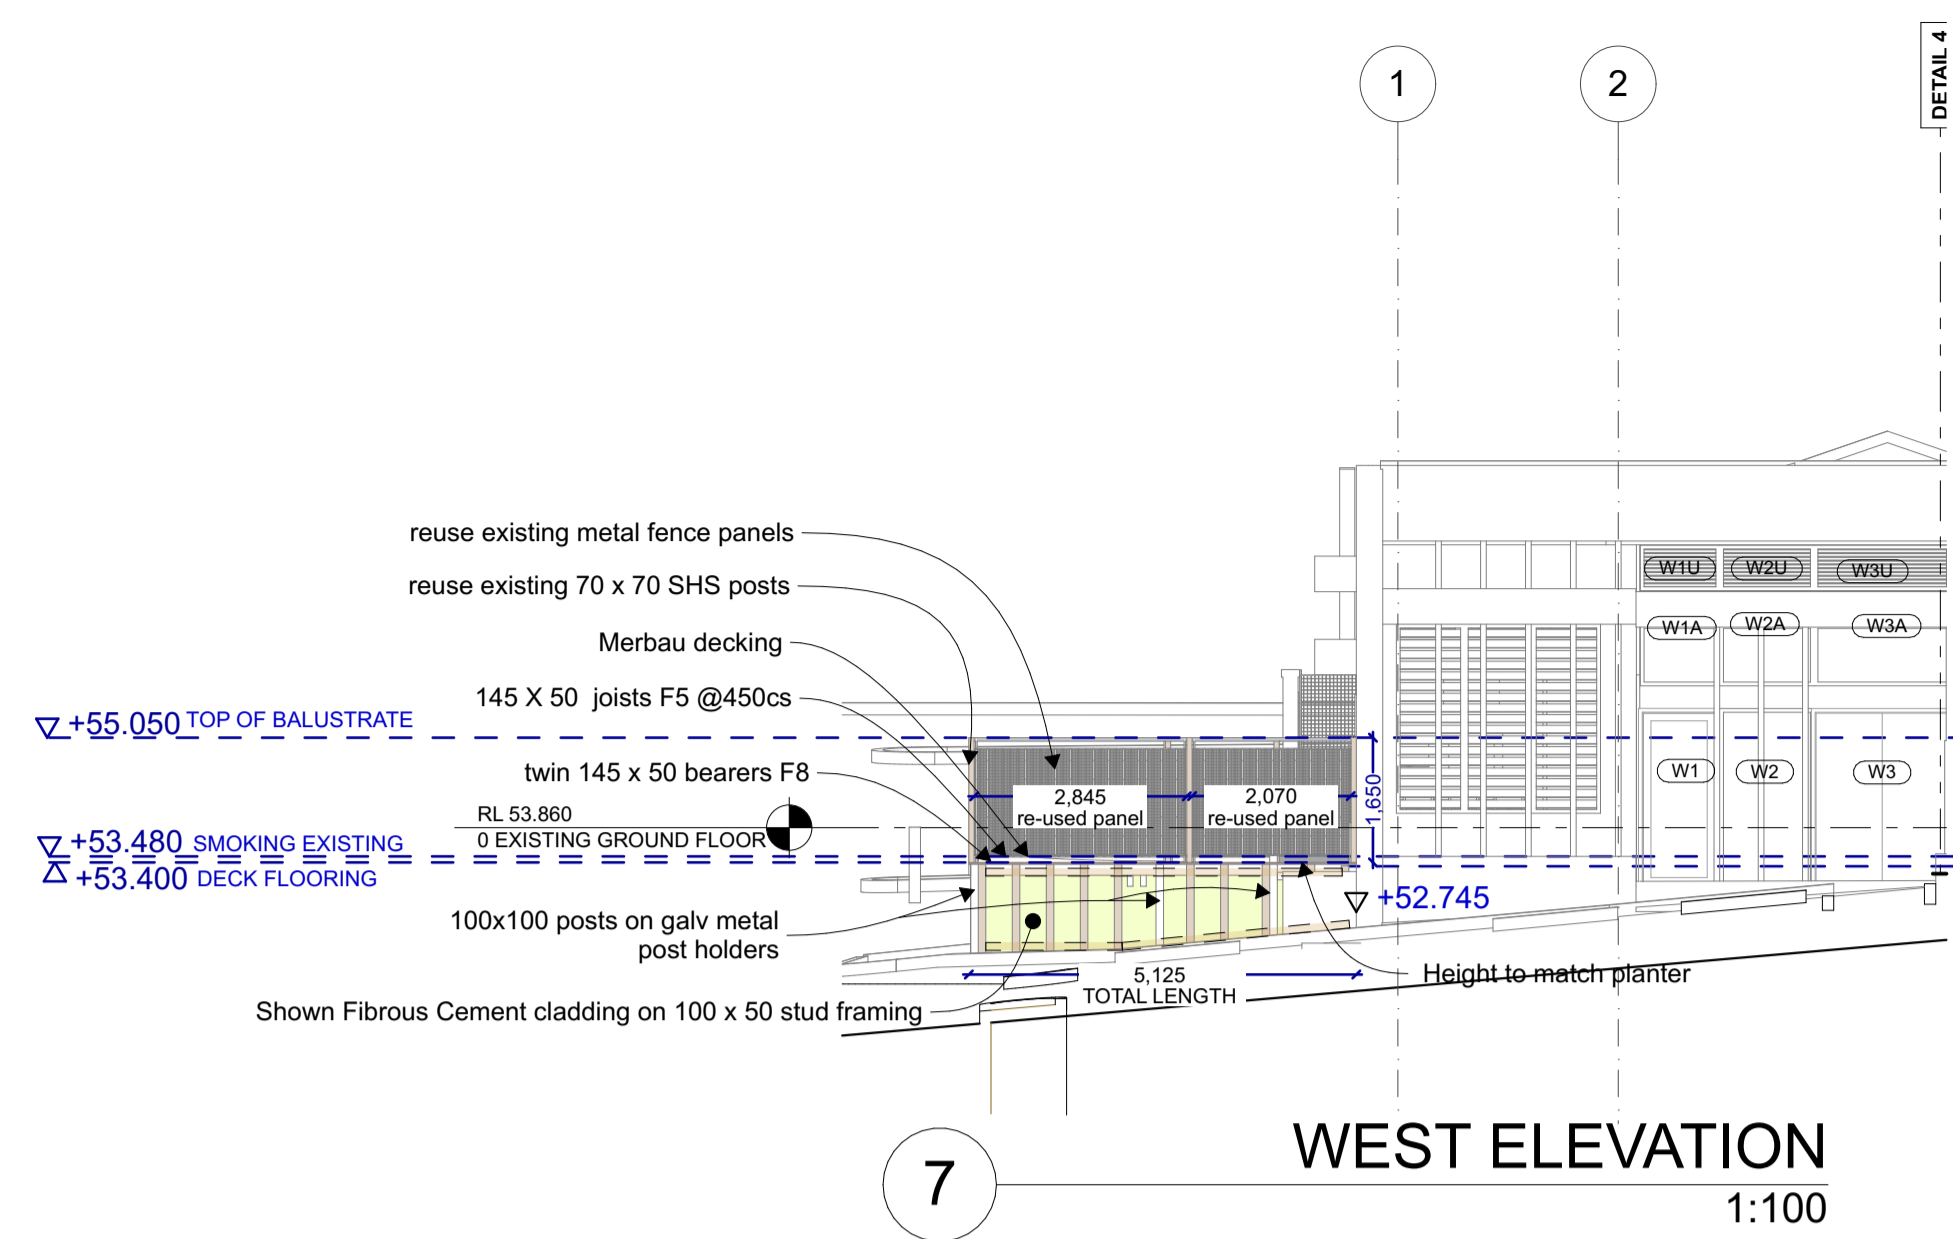 DETAIL 4
1
2
reuse existing metal fence panels
reuse existing 70 x 70 SHS posts
Merbau decking
145 X 50 joists F5 @450cs
+55.050 TOP OF BALUSTRATE
twin 145 x 50 bearers F8
RL 53.860
0 EXISTING GROUND FLOOR
+53.480 SMOKING EXISTING
+53.400 DECK FLOORING
100x100 posts on galv metal
post holders
Shown Fibrous Cement cladding on 100 x 50 stud framing
2,845
re-used panel
2,070
re-used panel
1,650
+52.745
5,125
TOTAL LENGTH
Height to match planter
W1U
W2U
W3U
W1A
W2A
W3A
W1
W2
W3
7
WEST ELEVATION
1:100